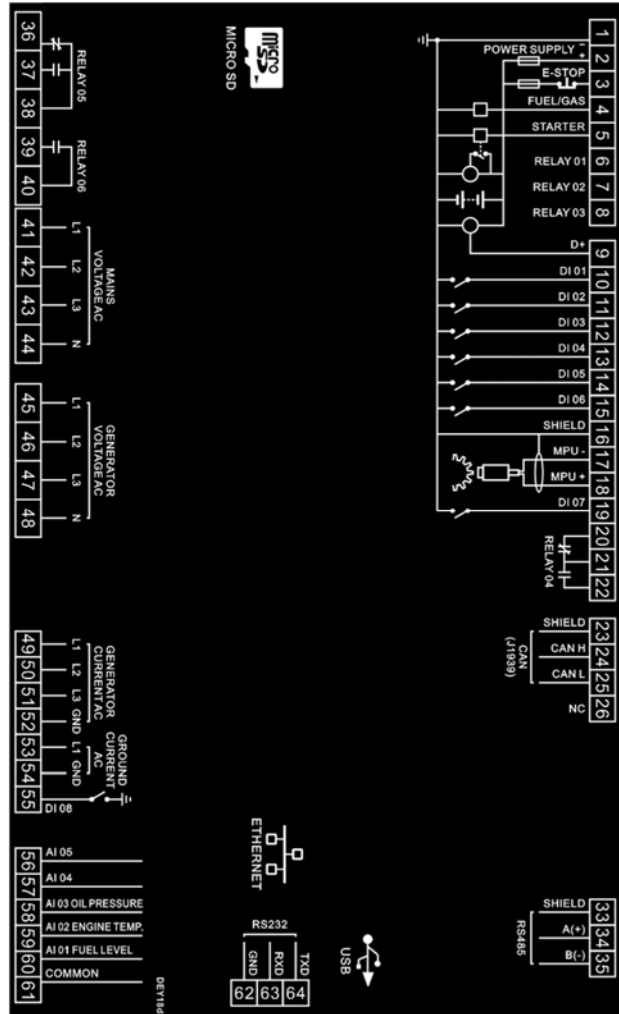 36
37
38
RELAY 05
39
40
RELAY 06
41
42
43
44
L1
L2
L3
N
MAINS
VOLTAGE AC
45
46
47
48
L1
L2
L3
N
GENERATOR
VOLTAGE AC
49
50
51
52
L1
L2
L3
GND
GENERATOR
CURRENT AC
53
54
L1
GND
GROUND
CURRENT
AC
55
DI 08
56
AI 05
57
AI 04
58
AI 03 OIL PRESSURE
59
AI 02 ENGINE TEMP.
60
AI 01 FUEL LEVEL
61
COMMON
DEY18d
micro
SD
MICRO SD
ETHERNET
RS232
GND
RXD
TXD
62
63
64
USB
1
POWER SUPPLY - +
2
E-STOP
3
FUEL/GAS
4
STARTER
5
RELAY 01
6
RELAY 02
7
RELAY 03
8
D+
9
DI 01
10
DI 02
11
DI 03
12
DI 04
13
DI 05
14
DI 06
15
SHIELD
16
MPU -
17
MPU +
18
DI 07
19
20
21
22
RELAY 04
SHIELD
23
CAN H
24
CAN L
25
CAN
(J1939)
NC
26
SHIELD
33
A(+)
34
B(-)
35
RS485